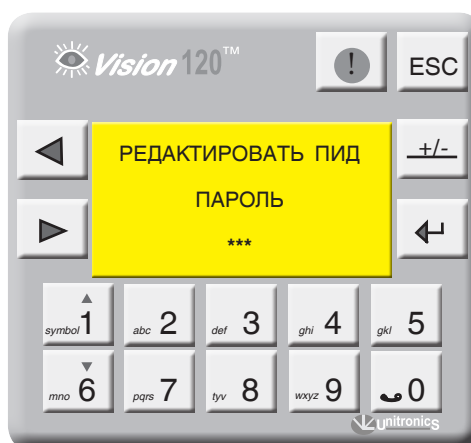 Vision 120™
! ESC
РЕДАКТИРОВАТЬ ПИД
ПАРОЛЬ
***
+/-
symbol 1 abc 2 def 3 ghi 4 gkl 5
mno 6 pqrs 7 tyv 8 wxyz 9 0
Unitronics